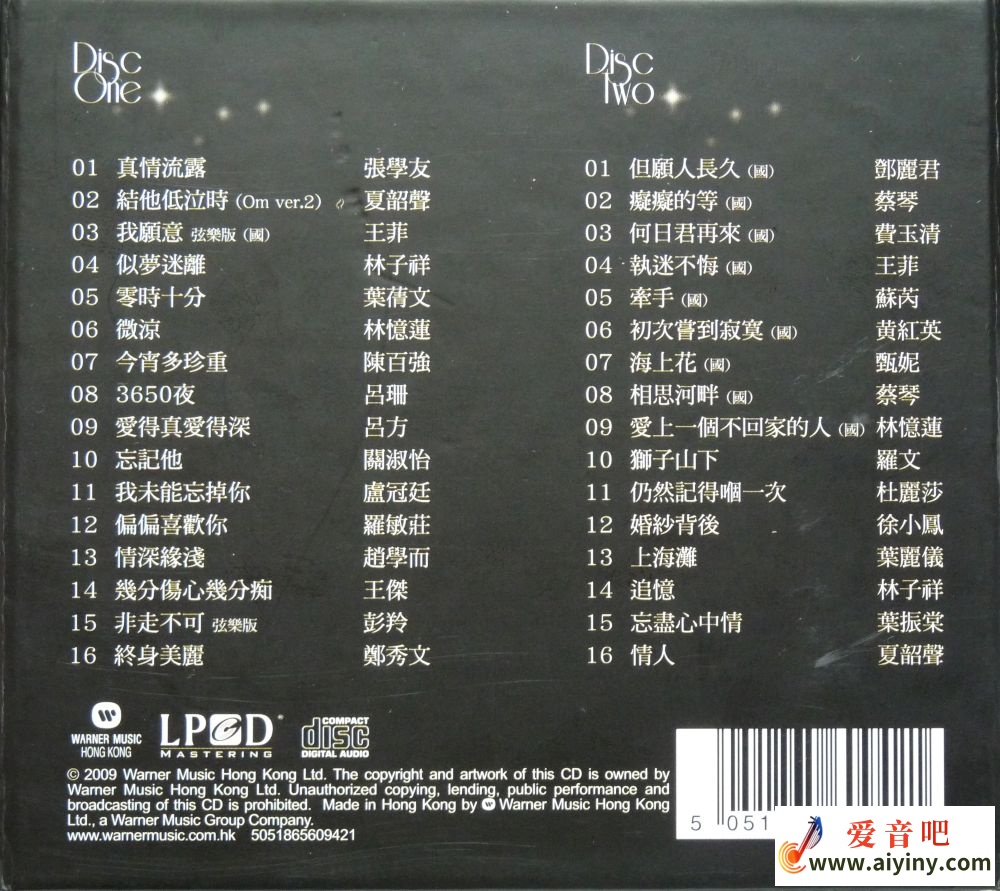 Disc
One
01 真情流露 張學友
02 結他低泣時 (Om ver.2) 夏韶聲
03 我願意 弦樂版 (國) 王菲
04 似夢迷離 林子祥
05 零時十分 葉蒨文
06 微涼 林憶蓮
07 今宵多珍重 陳百強
08 3650夜 呂珊
09 愛得真愛得深 呂方
10 忘記他 關淑怡
11 我未能忘掉你 盧冠廷
12 偏偏喜歡你 羅敏莊
13 情深緣淺 趙學而
14 幾分傷心幾分痴 王傑
15 非走不可 弦樂版 彭羚
16 終身美麗 鄭秀文
Disc
Two
01 但願人長久 (國) 鄧麗君
02 癡癡的等 (國) 蔡琴
03 何日君再來 (國) 費玉清
04 執迷不悔 (國) 王菲
05 牽手 (國) 蘇芮
06 初次嘗到寂寞 (國) 黃紅英
07 海上花 (國) 甄妮
08 相思河畔 (國) 蔡琴
09 愛上一個不回家的人 (國) 林憶蓮
10 獅子山下 羅文
11 仍然記得嗰一次 杜麗莎
12 婚紗背後 徐小鳳
13 上海灘 葉麗儀
14 追憶 林子祥
15 忘盡心中情 葉振棠
16 情人 夏韶聲
WARNER MUSIC
HONG KONG
LPCD
MASTERING
COMPACT
disc
DIGITAL AUDIO
© 2009 Warner Music Hong Kong Ltd. The copyright and artwork of this CD is owned by
Warner Music Hong Kong Ltd. Unauthorized copying, lending, public performance and
broadcasting of this CD is prohibited. Made in Hong Kong by Warner Music Hong Kong
Ltd., a Warner Music Group Company.
www.warnermusic.com.hk 5051865609421
5 051
爱音吧
www.aiyiny.com